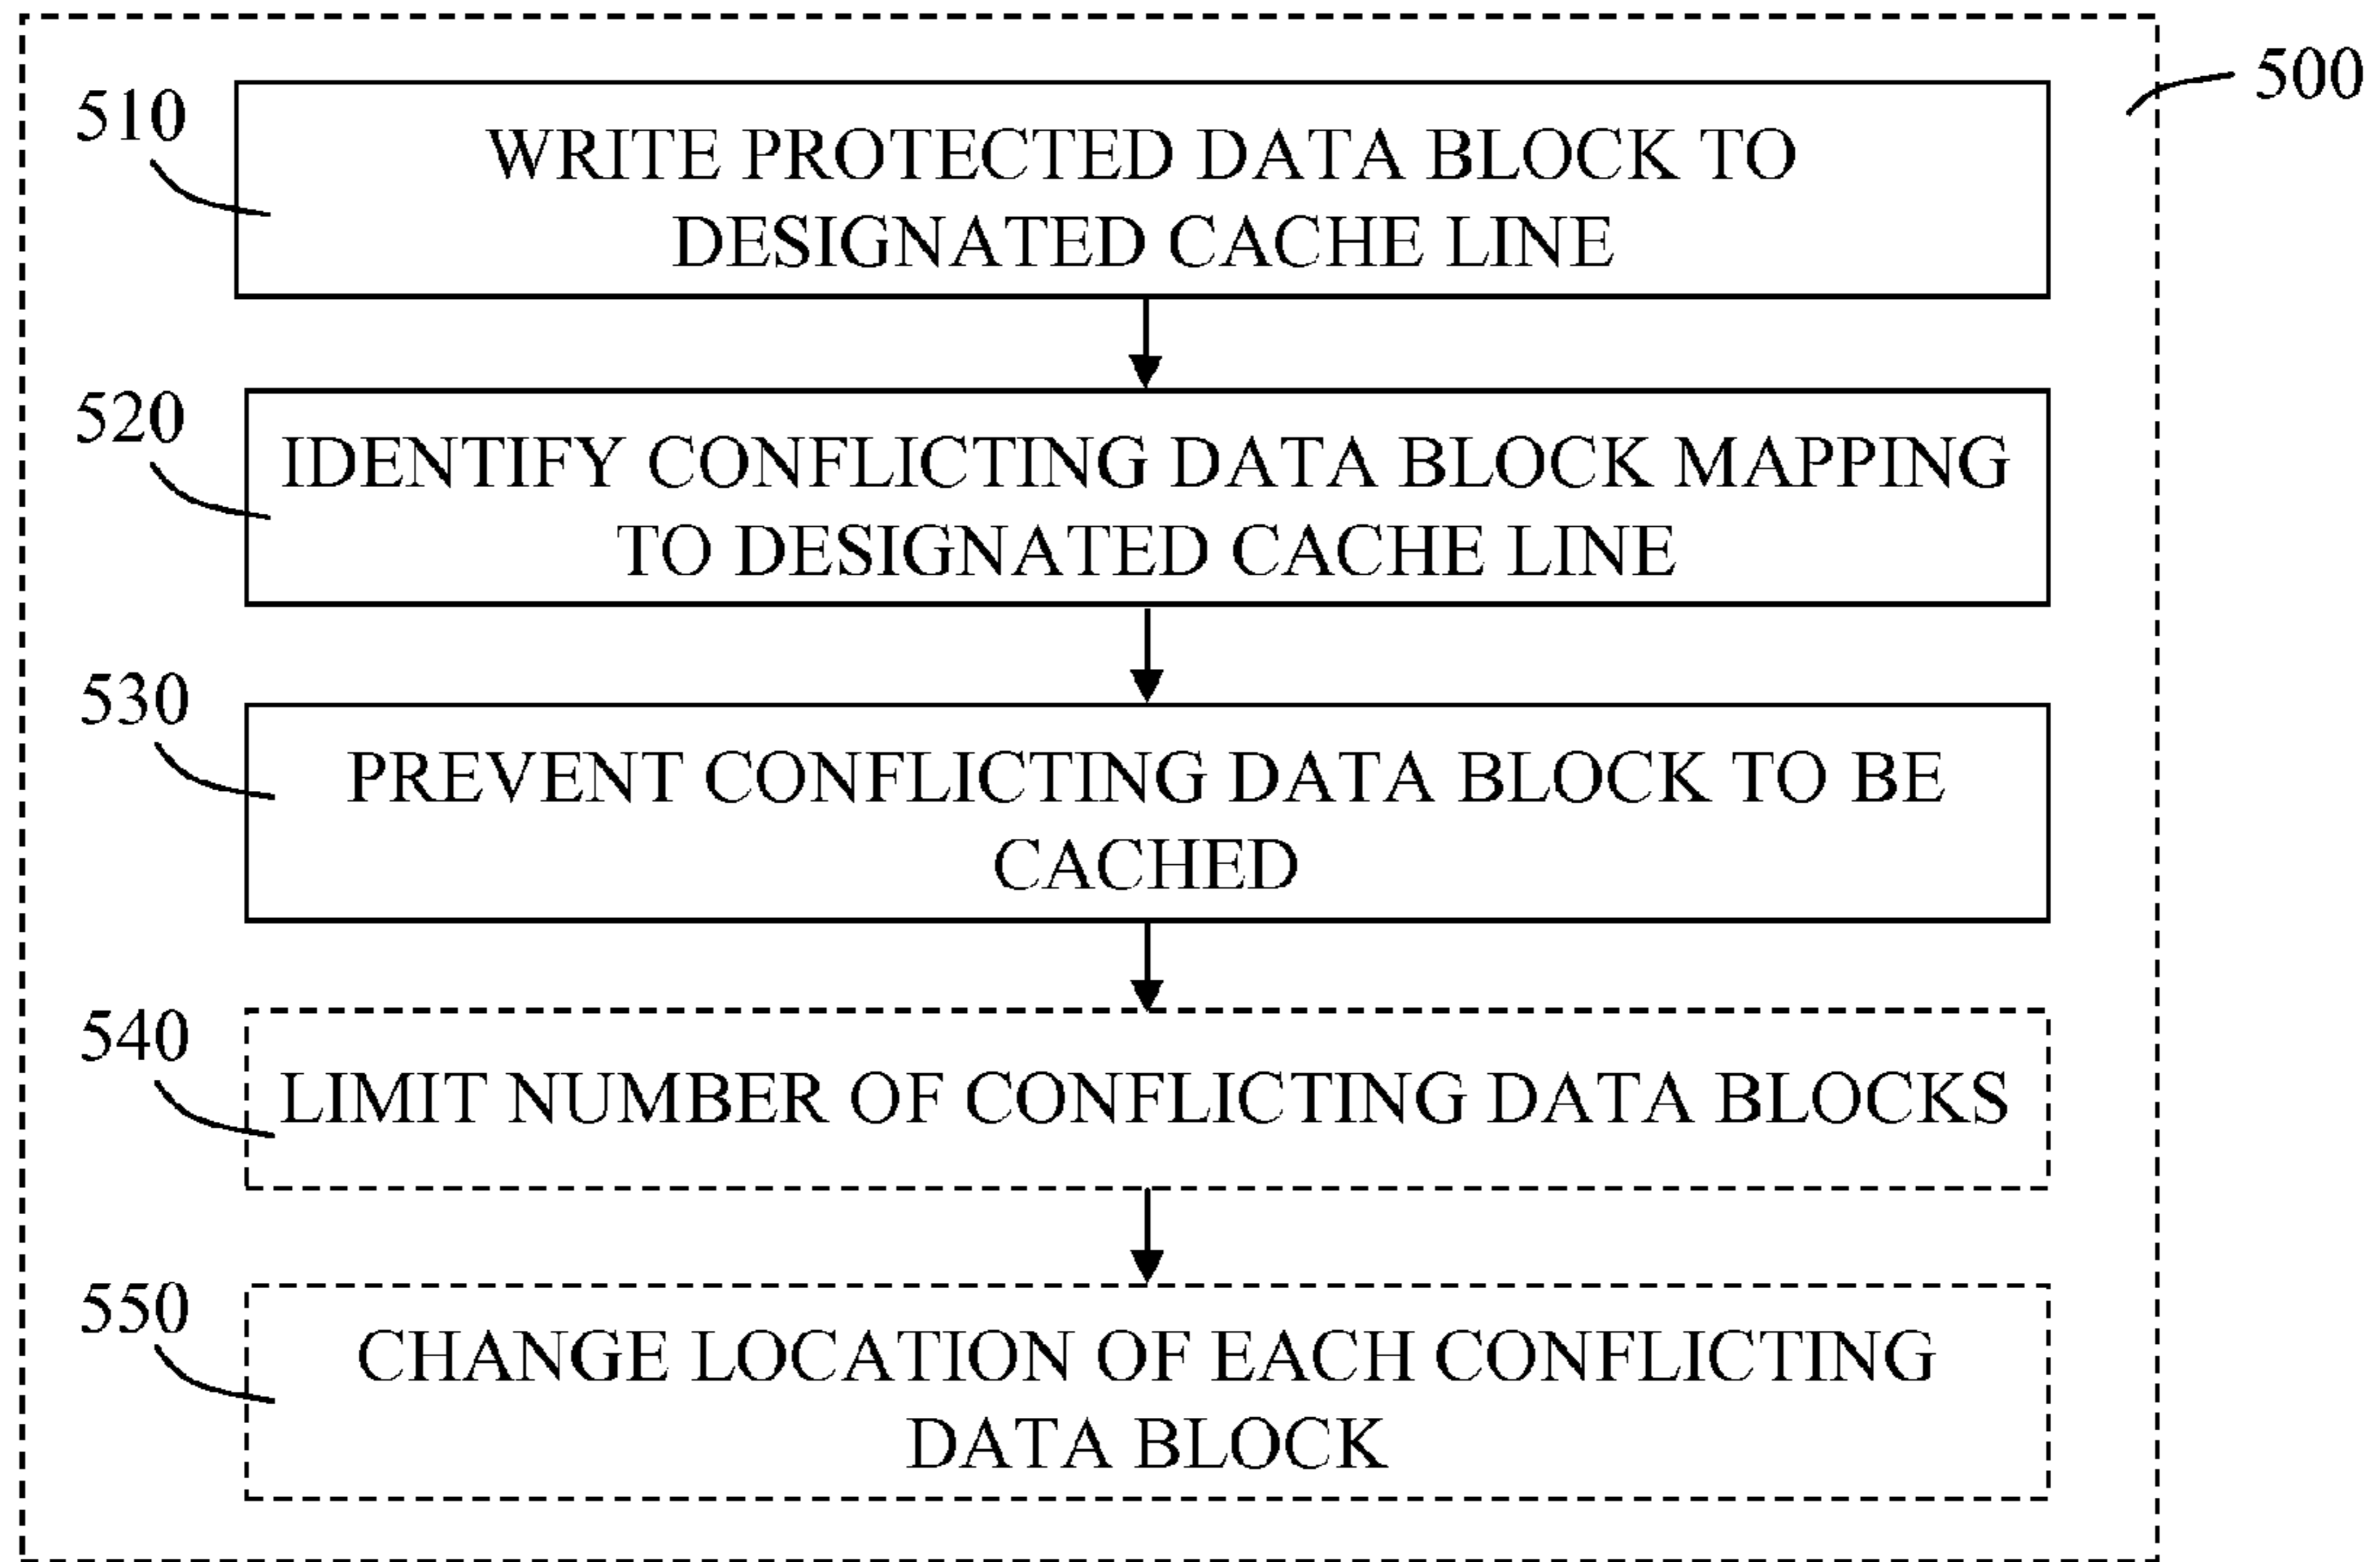 500
510
WRITE PROTECTED DATA BLOCK TO
DESIGNATED CACHE LINE
520
IDENTIFY CONFLICTING DATA BLOCK MAPPING
TO DESIGNATED CACHE LINE
530
PREVENT CONFLICTING DATA BLOCK TO BE
CACHED
540
LIMIT NUMBER OF CONFLICTING DATA BLOCKS
550
CHANGE LOCATION OF EACH CONFLICTING
DATA BLOCK